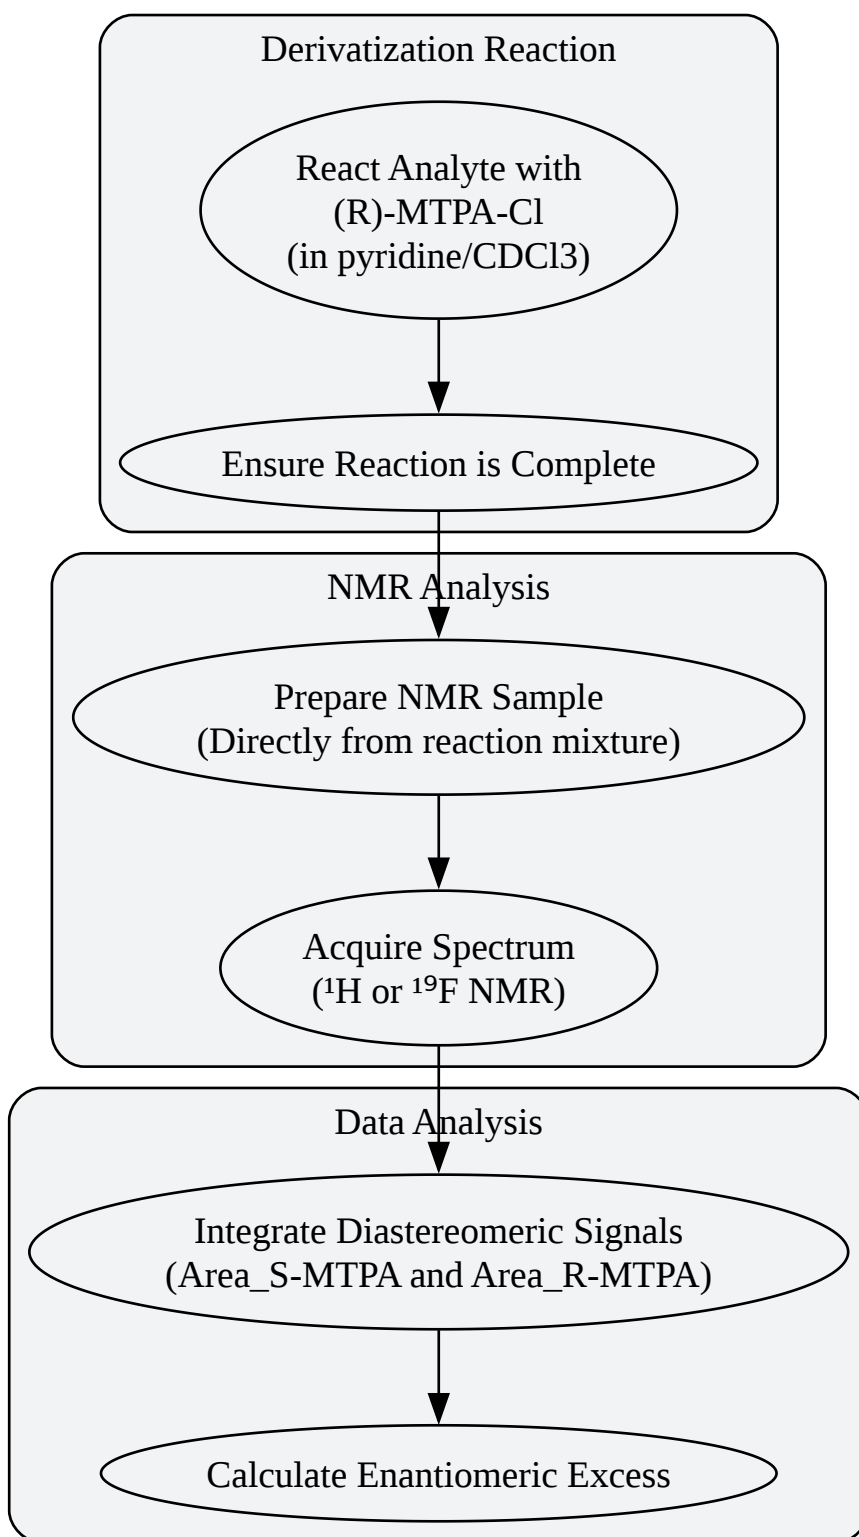 Derivatization Reaction
React Analyte with
(R)-MTPA-Cl
(in pyridine/CDCl3)
Ensure Reaction is Complete
NMR Analysis
Prepare NMR Sample
(Directly from reaction mixture)
Acquire Spectrum
(¹H or ¹⁹F NMR)
Data Analysis
Integrate Diastereomeric Signals
(Area_S-MTPA and Area_R-MTPA)
Calculate Enantiomeric Excess